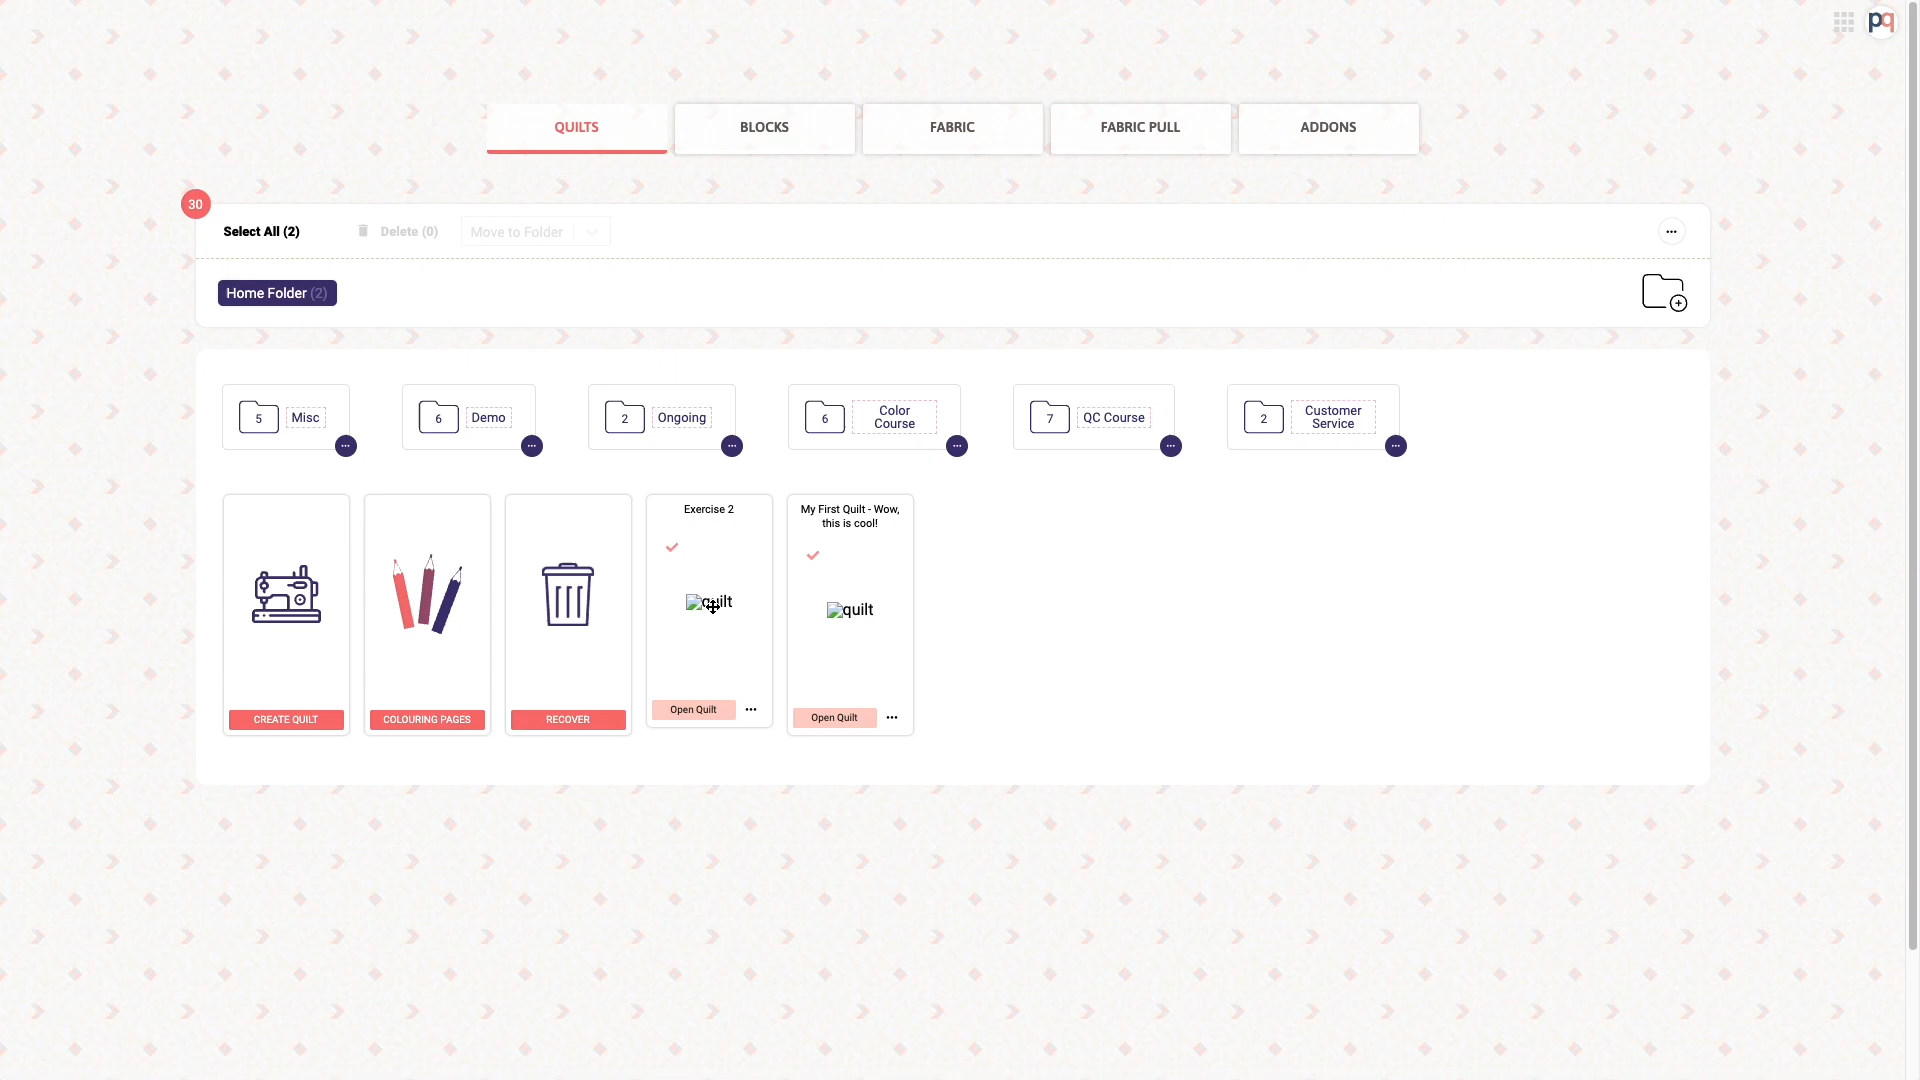 pq
QUILTS
BLOCKS
FABRIC
FABRIC PULL
ADDONS
30
Select All (2)
Delete (0)
Move to Folder
Home Folder (2)
5 Misc
6 Demo
2 Ongoing
6 Color
Course
7 QC Course
2 Customer
Service
Exercise 2
My First Quilt - Wow,
this is cool!
quilt
quilt
Open Quilt
Open Quilt
CREATE QUILT
COLOURING PAGES
RECOVER